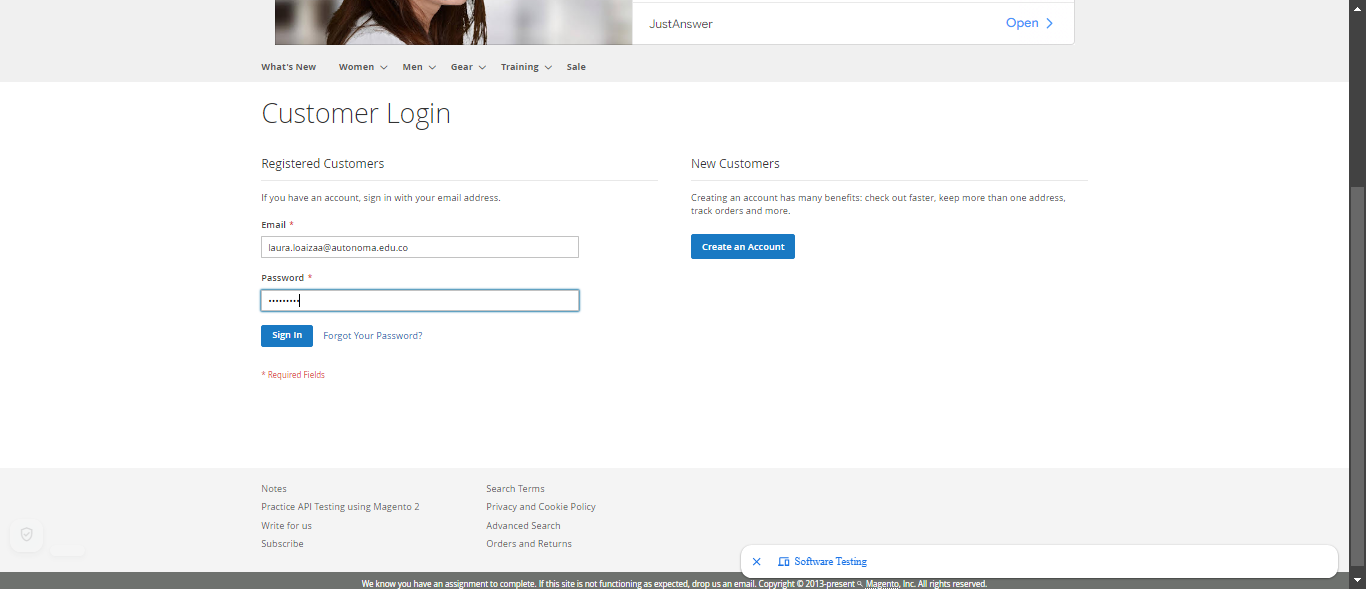 JustAnswer
Open
What's New Women Men Gear Training Sale
Customer Login
Registered Customers
If you have an account, sign in with your email address.
Email *
laura.loaizaa@autonoma.edu.co
Password *
Sign In Forgot Your Password?
* Required Fields
New Customers
Creating an account has many benefits: check out faster, keep more than one address,
track orders and more.
Create an Account
Notes
Practice API Testing using Magento 2
Write for us
Subscribe
Search Terms
Privacy and Cookie Policy
Advanced Search
Orders and Returns
Software Testing
We know you have an assignment to complete. If this site is not functioning as expected, drop us an email. Copyright © 2013-present Magento, Inc. All rights reserved.